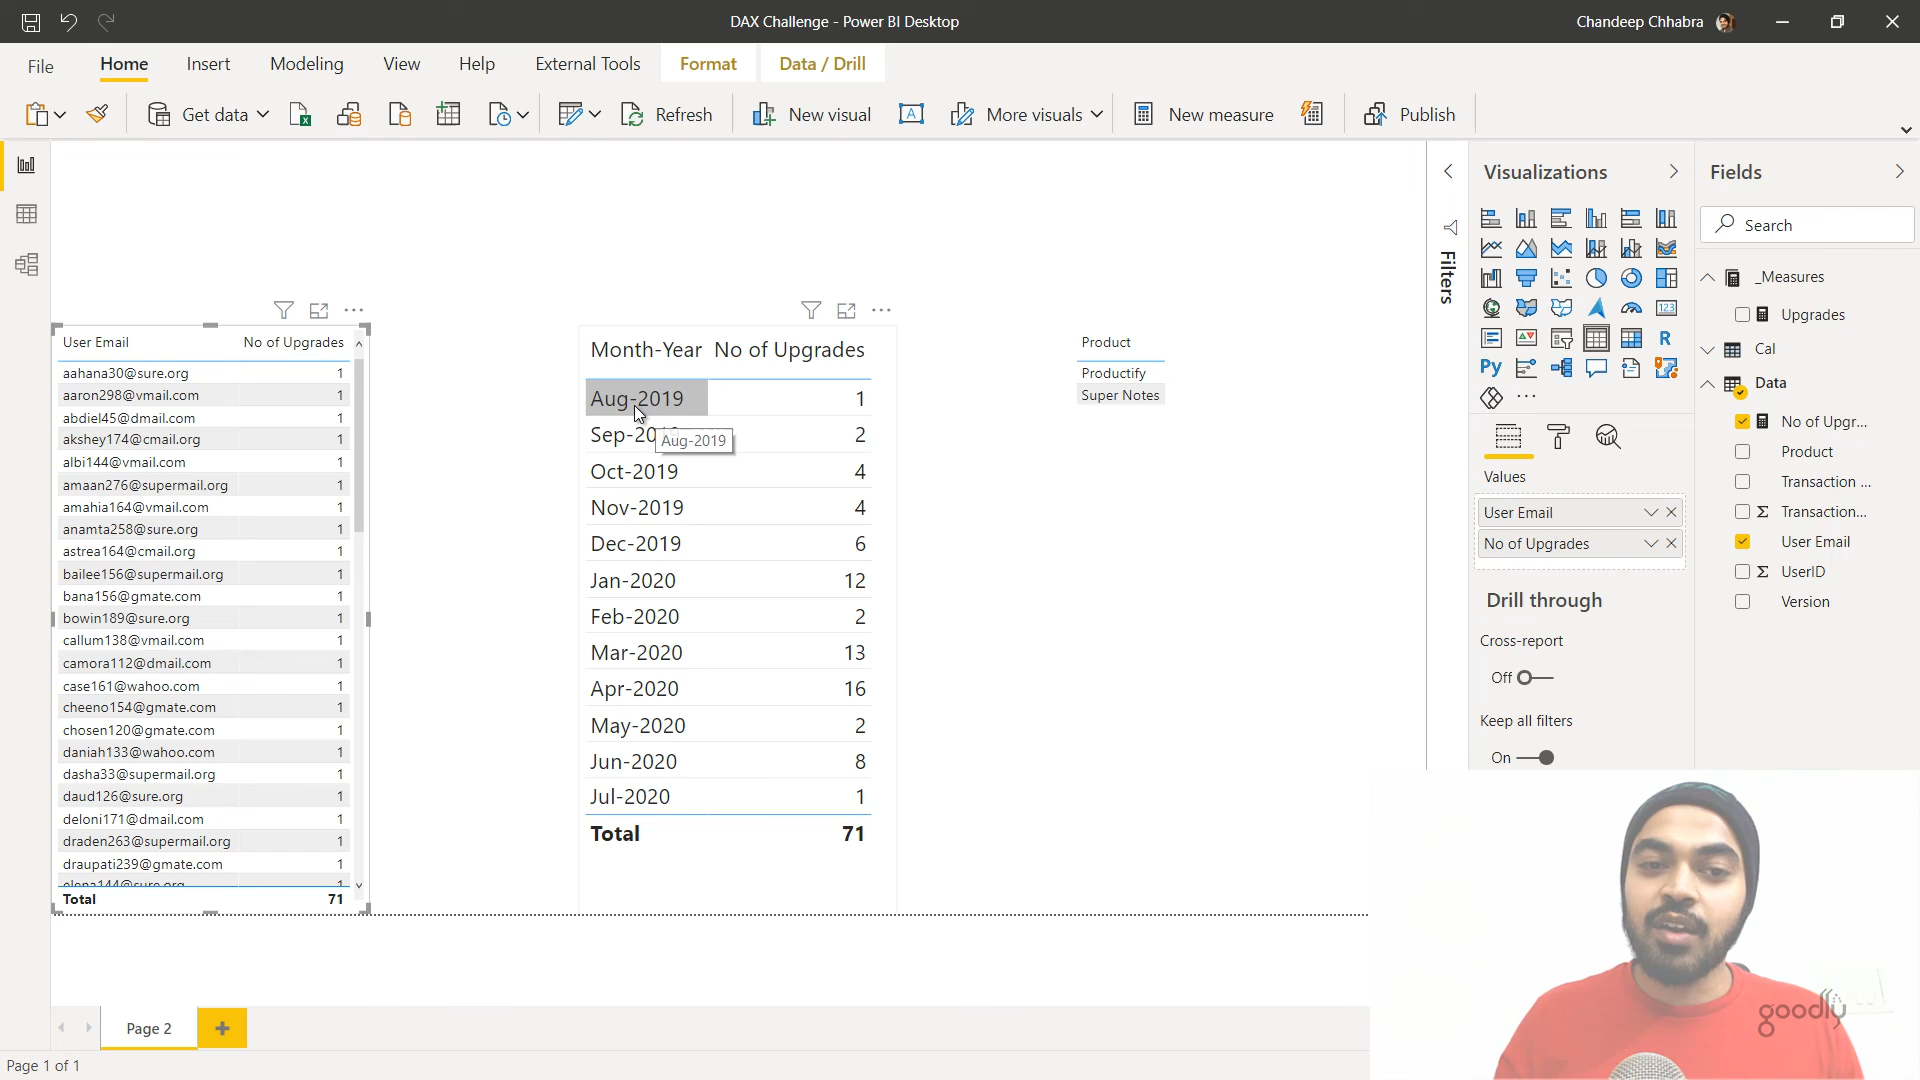 DAX Challenge - Power BI Desktop
Chandeep Chhabra
File
Home
Insert
Modeling
View
Help
External Tools
Format
Data / Drill
Get data
Refresh
New visual
More visuals
New measure
Publish
User Email No of Upgrades
aahana30@sure.org 1
aaron298@vmail.com 1
abdiel45@dmail.com 1
akshey174@cmail.org 1
albi144@vmail.com 1
amaan276@supermail.org 1
amahia164@vmail.com 1
anamta258@sure.org 1
astrea164@cmail.org 1
bailee156@supermail.org 1
bana156@gmate.com 1
bowin189@sure.org 1
callum138@vmail.com 1
camora112@dmail.com 1
case161@wahoo.com 1
cheeno154@gmate.com 1
chosen120@gmate.com 1
daniah133@wahoo.com 1
dasha33@supermail.org 1
daud126@sure.org 1
deloni171@dmail.com 1
draden263@supermail.org 1
draupati239@gmate.com 1
elena144@sure.org 1
Total 71
Month-Year No of Upgrades
Aug-2019 1
Sep-2019 2
Aug-2019
Oct-2019 4
Nov-2019 4
Dec-2019 6
Jan-2020 12
Feb-2020 2
Mar-2020 13
Apr-2020 16
May-2020 2
Jun-2020 8
Jul-2020 1
Total 71
Product
Productify
Super Notes
Filters
Visualizations
R
Py
123
Values
User Email
No of Upgrades
Drill through
Cross-report
Off
Keep all filters
On
Fields
Search
_Measures
Upgrades
Cal
Data
No of Upgr...
Product
Transaction ...
Transaction...
User Email
UserID
Version
goodly
Page 2
Page 1 of 1